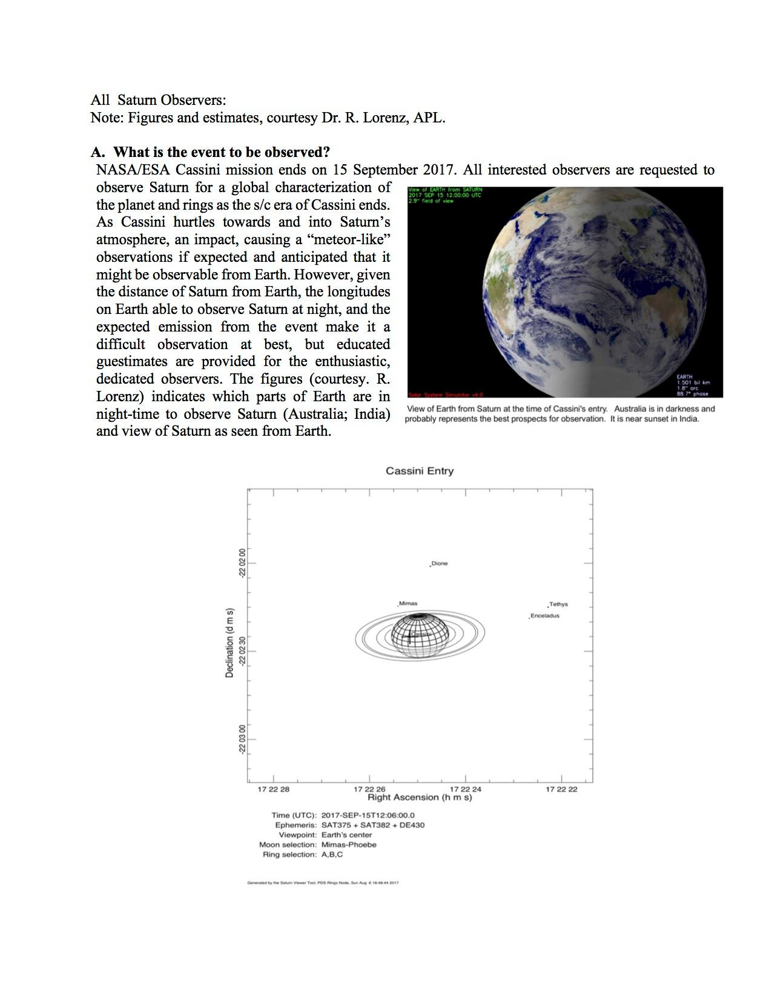 All Saturn Observers:
Note: Figures and estimates, courtesy Dr. R. Lorenz, APL.
A. What is the event to be observed?
NASA/ESA Cassini mission ends on 15 September 2017. All interested observers are requested to
observe Saturn for a global characterization of
the planet and rings as the s/c era of Cassini ends.
As Cassini hurtles towards and into Saturn's
atmosphere, an impact, causing a “meteor-like”
observations if expected and anticipated that it
might be observable from Earth. However, given
the distance of Saturn from Earth, the longitudes
on Earth able to observe Saturn at night, and the
expected emission from the event make it a
difficult observation at best, but educated
guestimates are provided for the enthusiastic,
dedicated observers. The figures (courtesy. R.
Lorenz) indicates which parts of Earth are in
night-time to observe Saturn (Australia; India)
and view of Saturn as seen from Earth.
View of EARTH from SATURN
2017 SEP 15 12:00:00 UTC
2.9" field of view
EARTH
1.501 bil km
1.8" arc
88.7° phase
Solar System Simulator v4.0
View of Earth from Saturn at the time of Cassini's entry. Australia is in darkness and
probably represents the best prospects for observation. It is near sunset in India.
Cassini Entry
Declination (d m s)
-22 02 00
-22 02 30
-22 03 00
Dione
Mimas
Tethys
Enceladus
Cassini
17 22 28
17 22 26
17 22 24
17 22 22
Right Ascension (h m s)
Time (UTC): 2017-SEP-15T12:06:00.0
Ephemeris: SAT375 + SAT382 + DE430
Viewpoint: Earth's center
Moon selection: Mimas-Phoebe
Ring selection: A,B,C
Generated by the Saturn Viewer Tool, PDS Rings Node, Sun Aug 6 16:48:44 2017